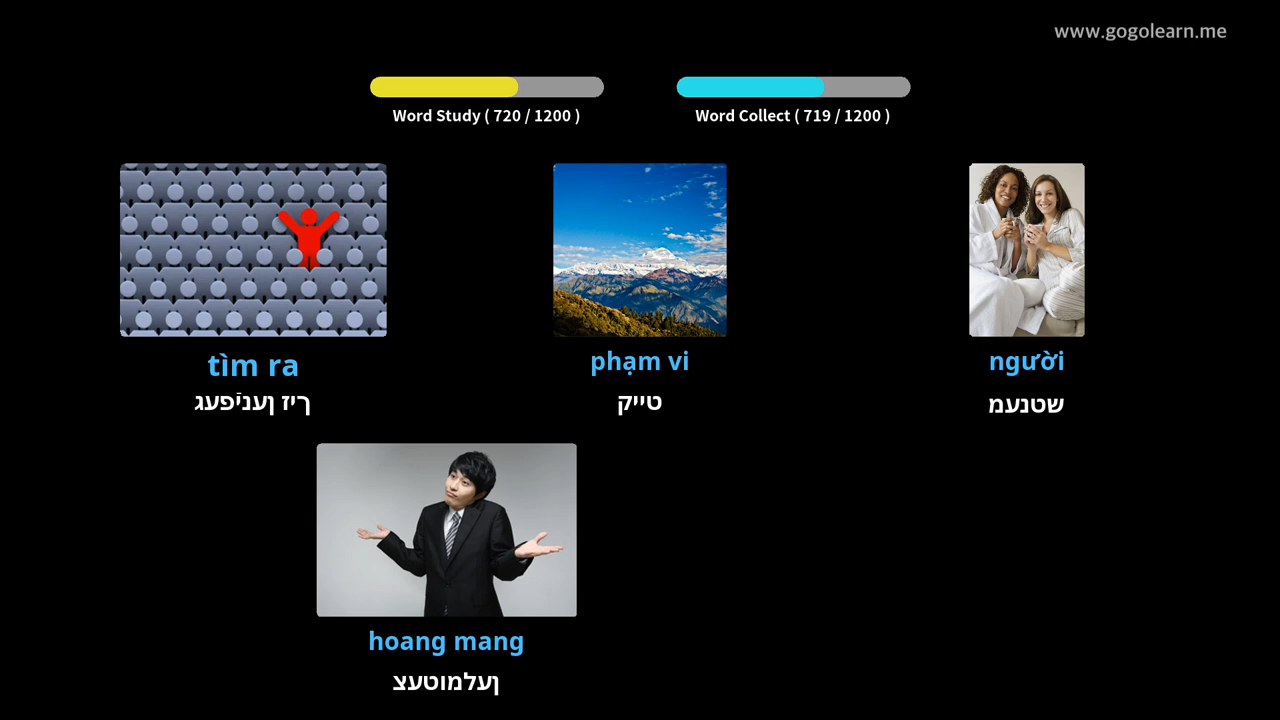 www.gogolearn.me
Word Study ( 720 / 1200 )
Word Collect ( 719 / 1200 )
tìm ra
געפֿינען זיך
phạm vi
קייט
người
מענטש
hoang mang
צעטומלען